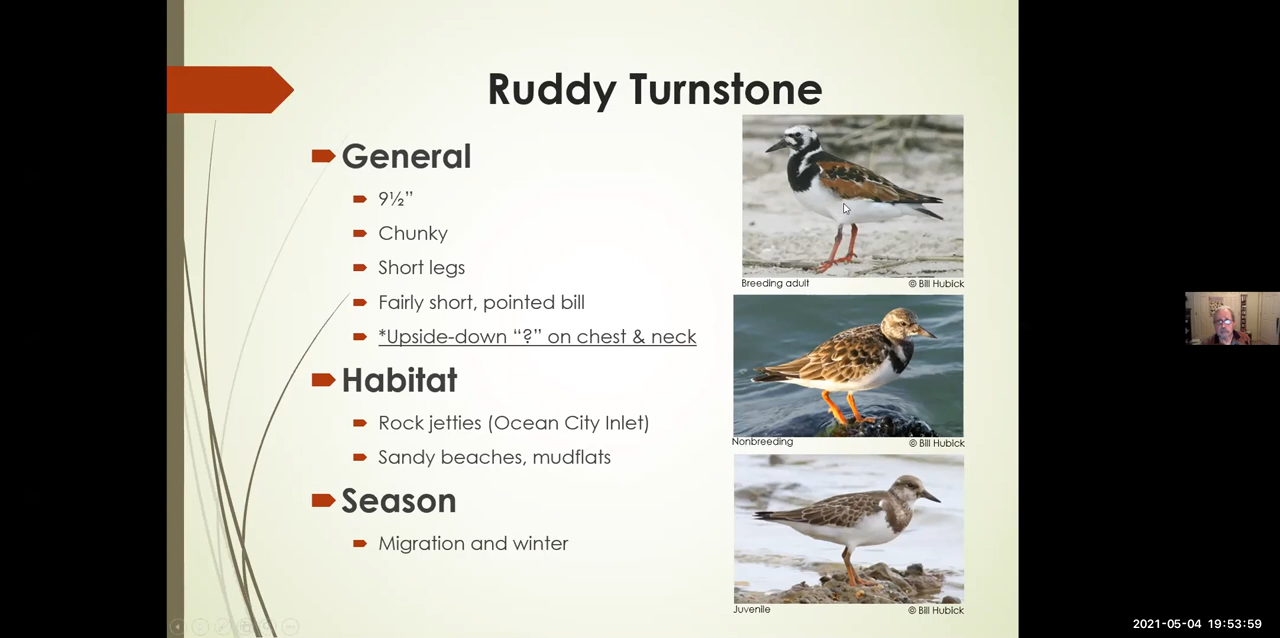 Ruddy Turnstone
General
9½”
Chunky
Short legs
Fairly short, pointed bill
*Upside-down “?” on chest & neck
Habitat
Rock jetties (Ocean City Inlet)
Sandy beaches, mudflats
Season
Migration and winter
Breeding adult © Bill Hubick
Nonbreeding © Bill Hubick
Juvenile © Bill Hubick
2021-05-04 19:53:59